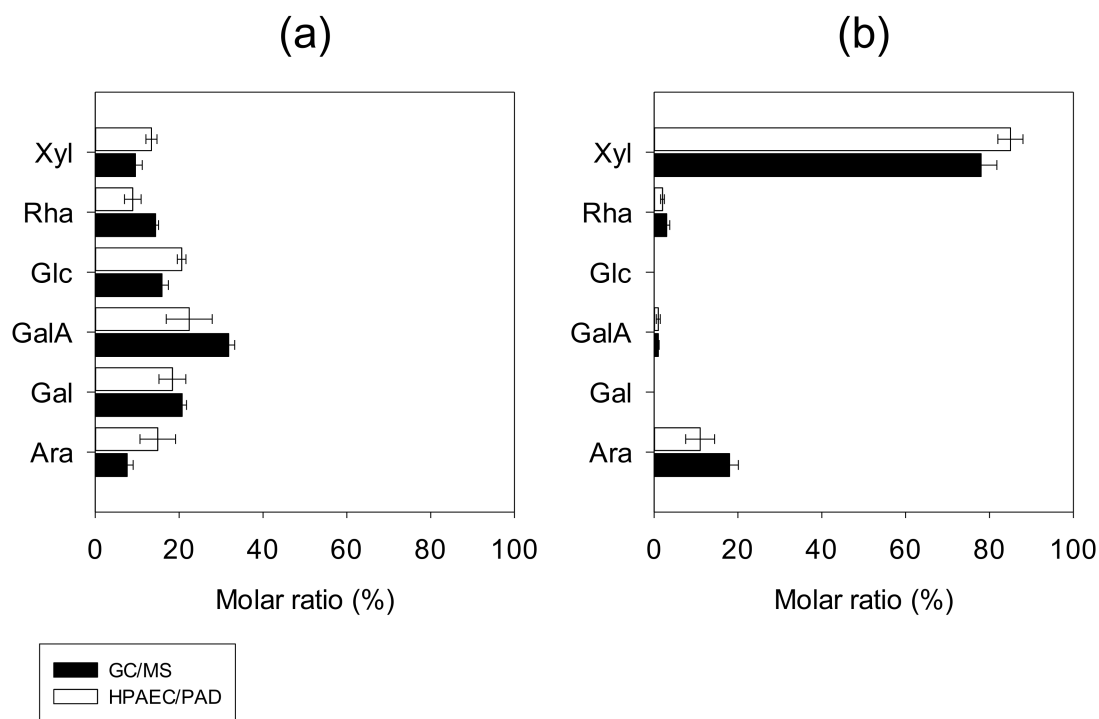 (a)
Xyl
Rha
Glc
GalA
Gal
Ara
0 20 40 60 80 100
Molar ratio (%)
(b)
Xyl
Rha
Glc
GalA
Gal
Ara
0 20 40 60 80 100
Molar ratio (%)
GC/MS
HPAEC/PAD